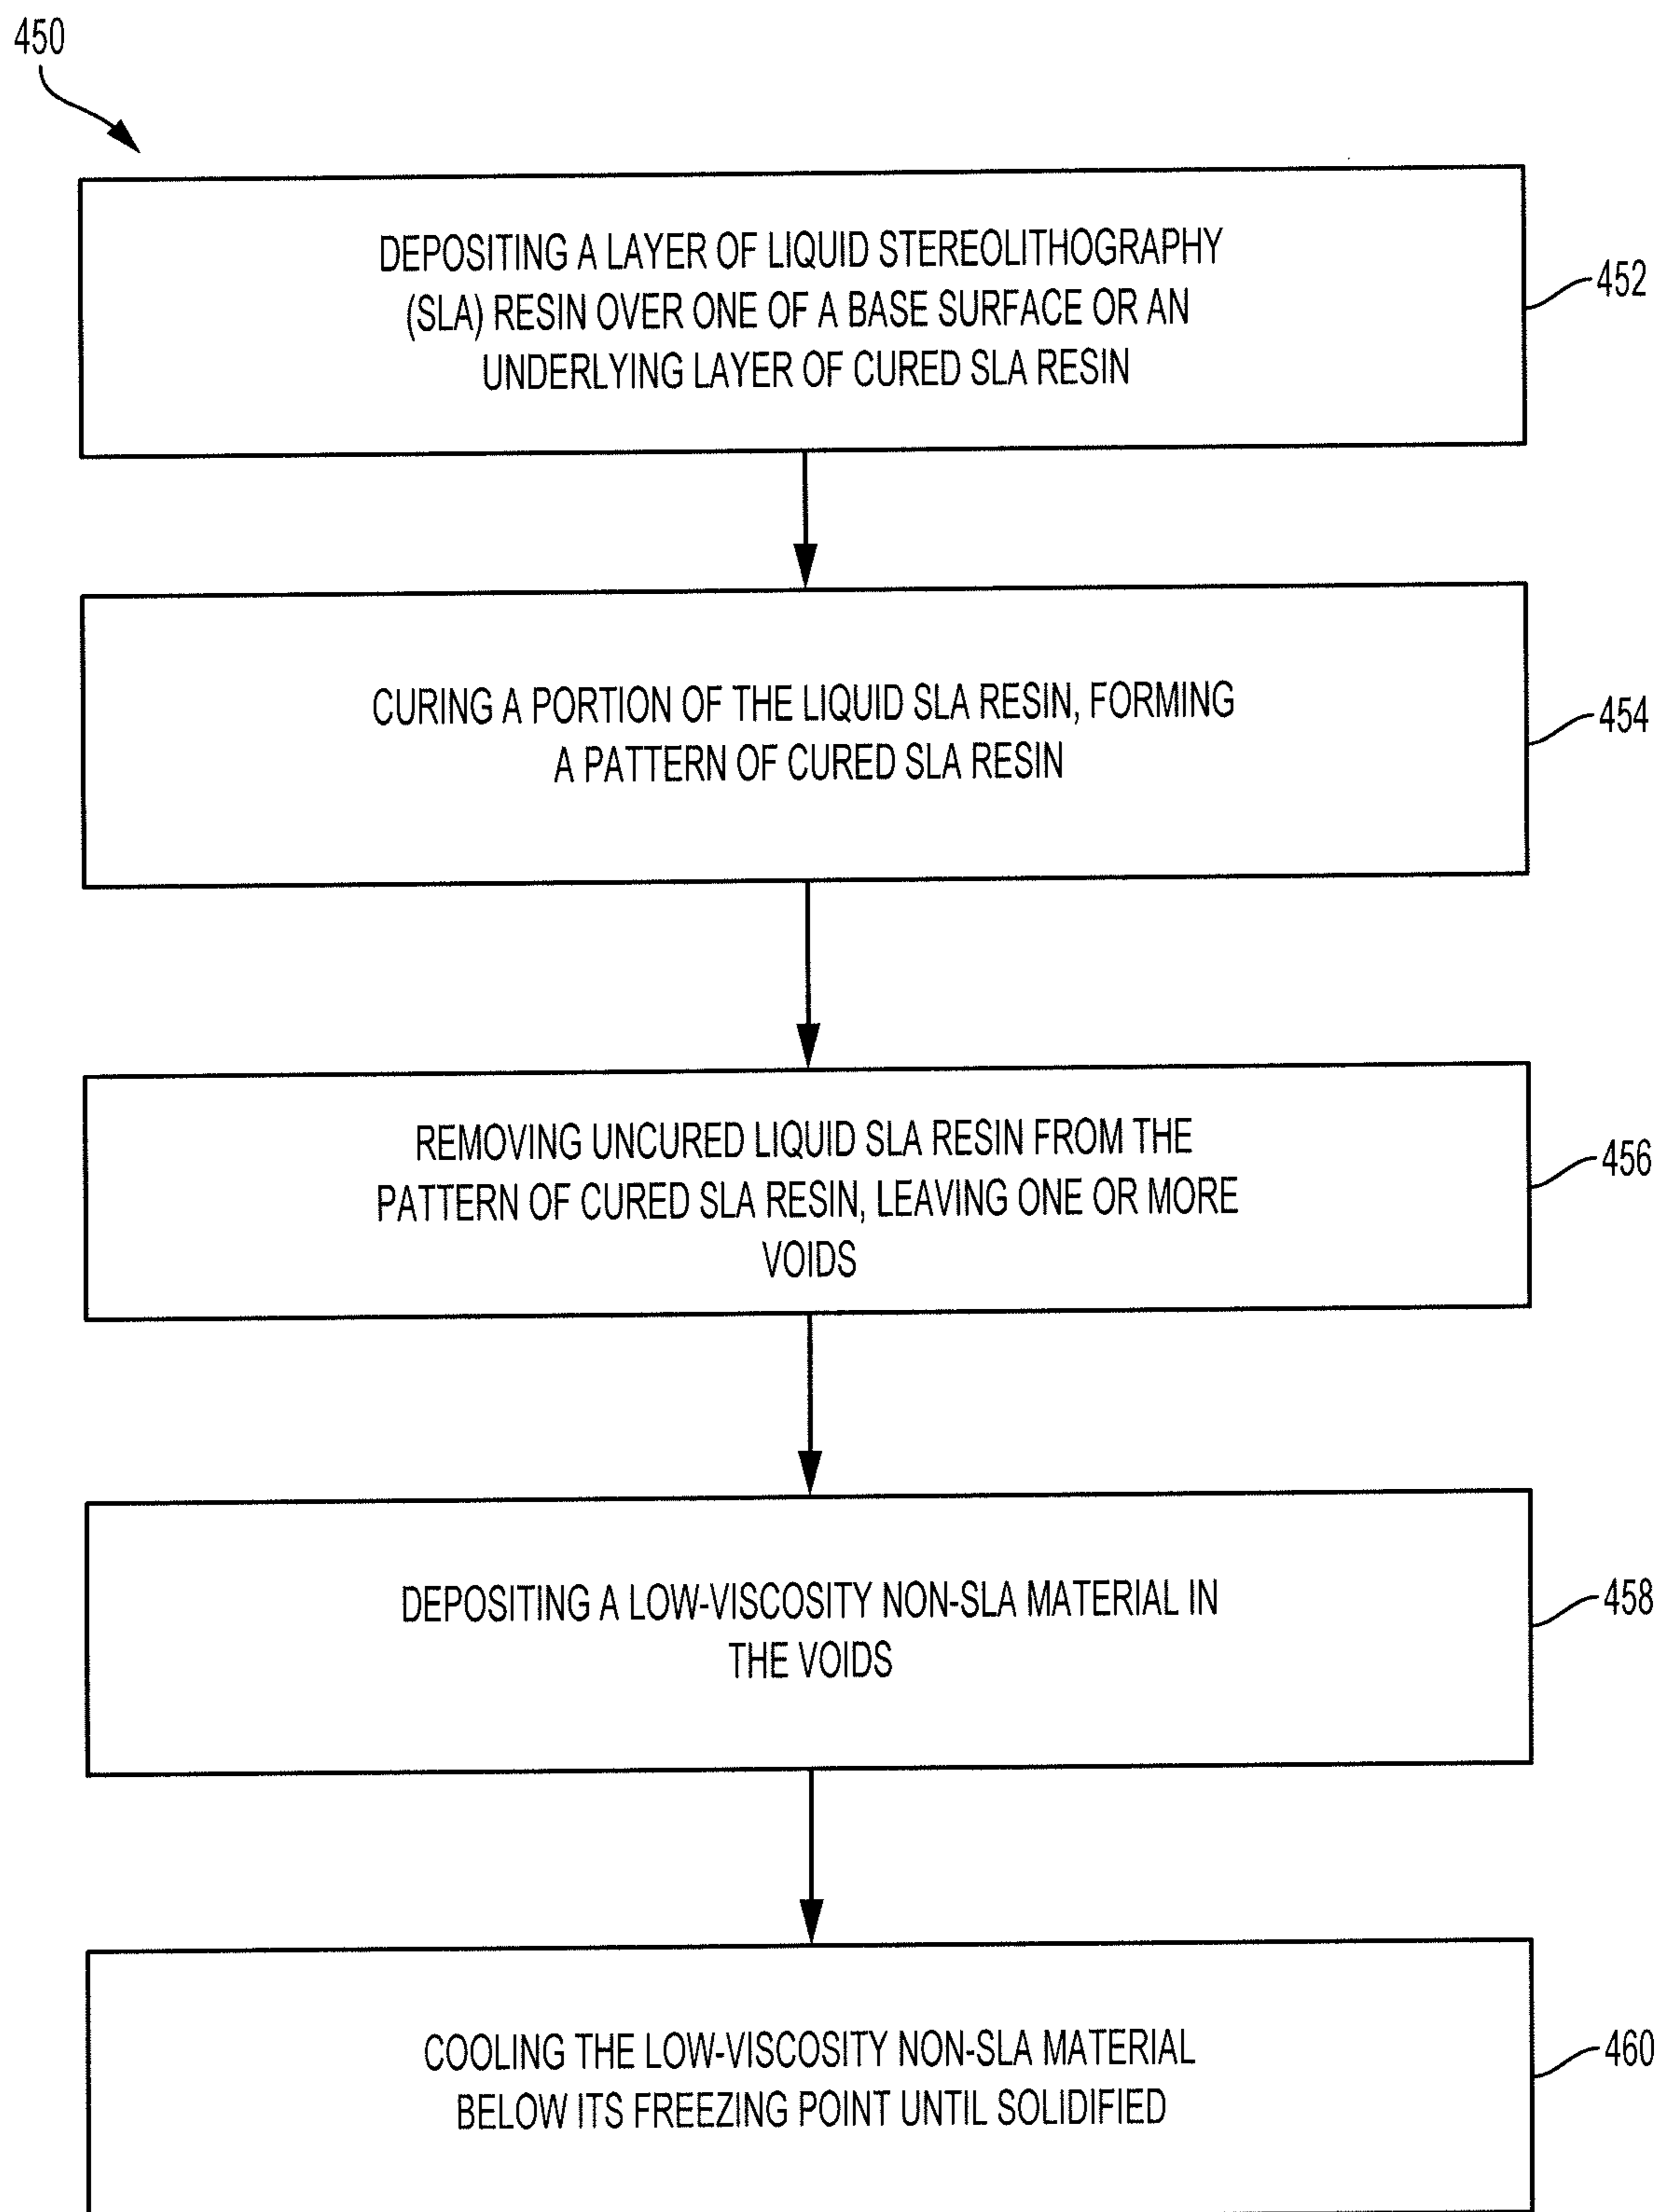 450
DEPOSITING A LAYER OF LIQUID STEREOLITHOGRAPHY
(SLA) RESIN OVER ONE OF A BASE SURFACE OR AN
UNDERLYING LAYER OF CURED SLA RESIN
452
CURING A PORTION OF THE LIQUID SLA RESIN, FORMING
A PATTERN OF CURED SLA RESIN
454
REMOVING UNCURED LIQUID SLA RESIN FROM THE
PATTERN OF CURED SLA RESIN, LEAVING ONE OR MORE
VOIDS
456
DEPOSITING A LOW-VISCOSITY NON-SLA MATERIAL IN
THE VOIDS
458
COOLING THE LOW-VISCOSITY NON-SLA MATERIAL
BELOW ITS FREEZING POINT UNTIL SOLIDIFIED
460